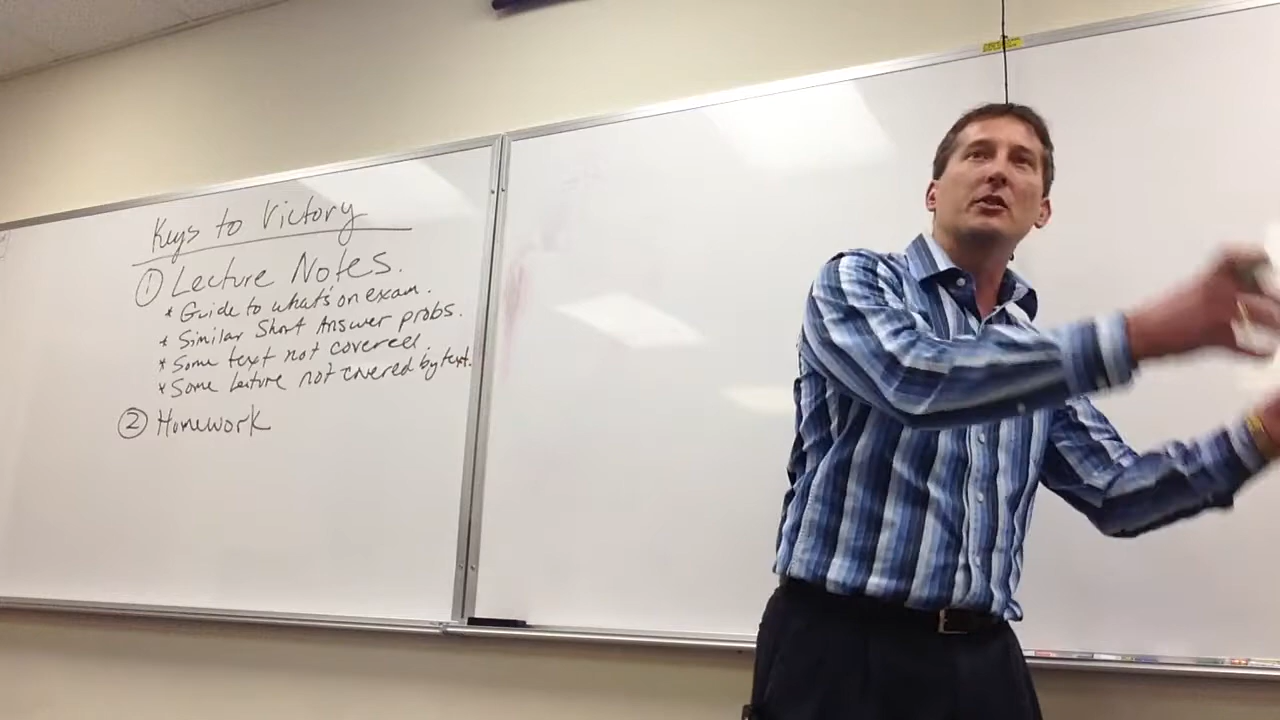 Keys to Victory
① Lecture Notes.
* Guide to what's on exam.
* Similar Short Answer probs.
* Some text not covered.
* Some Lecture not covered by text.
② Homework